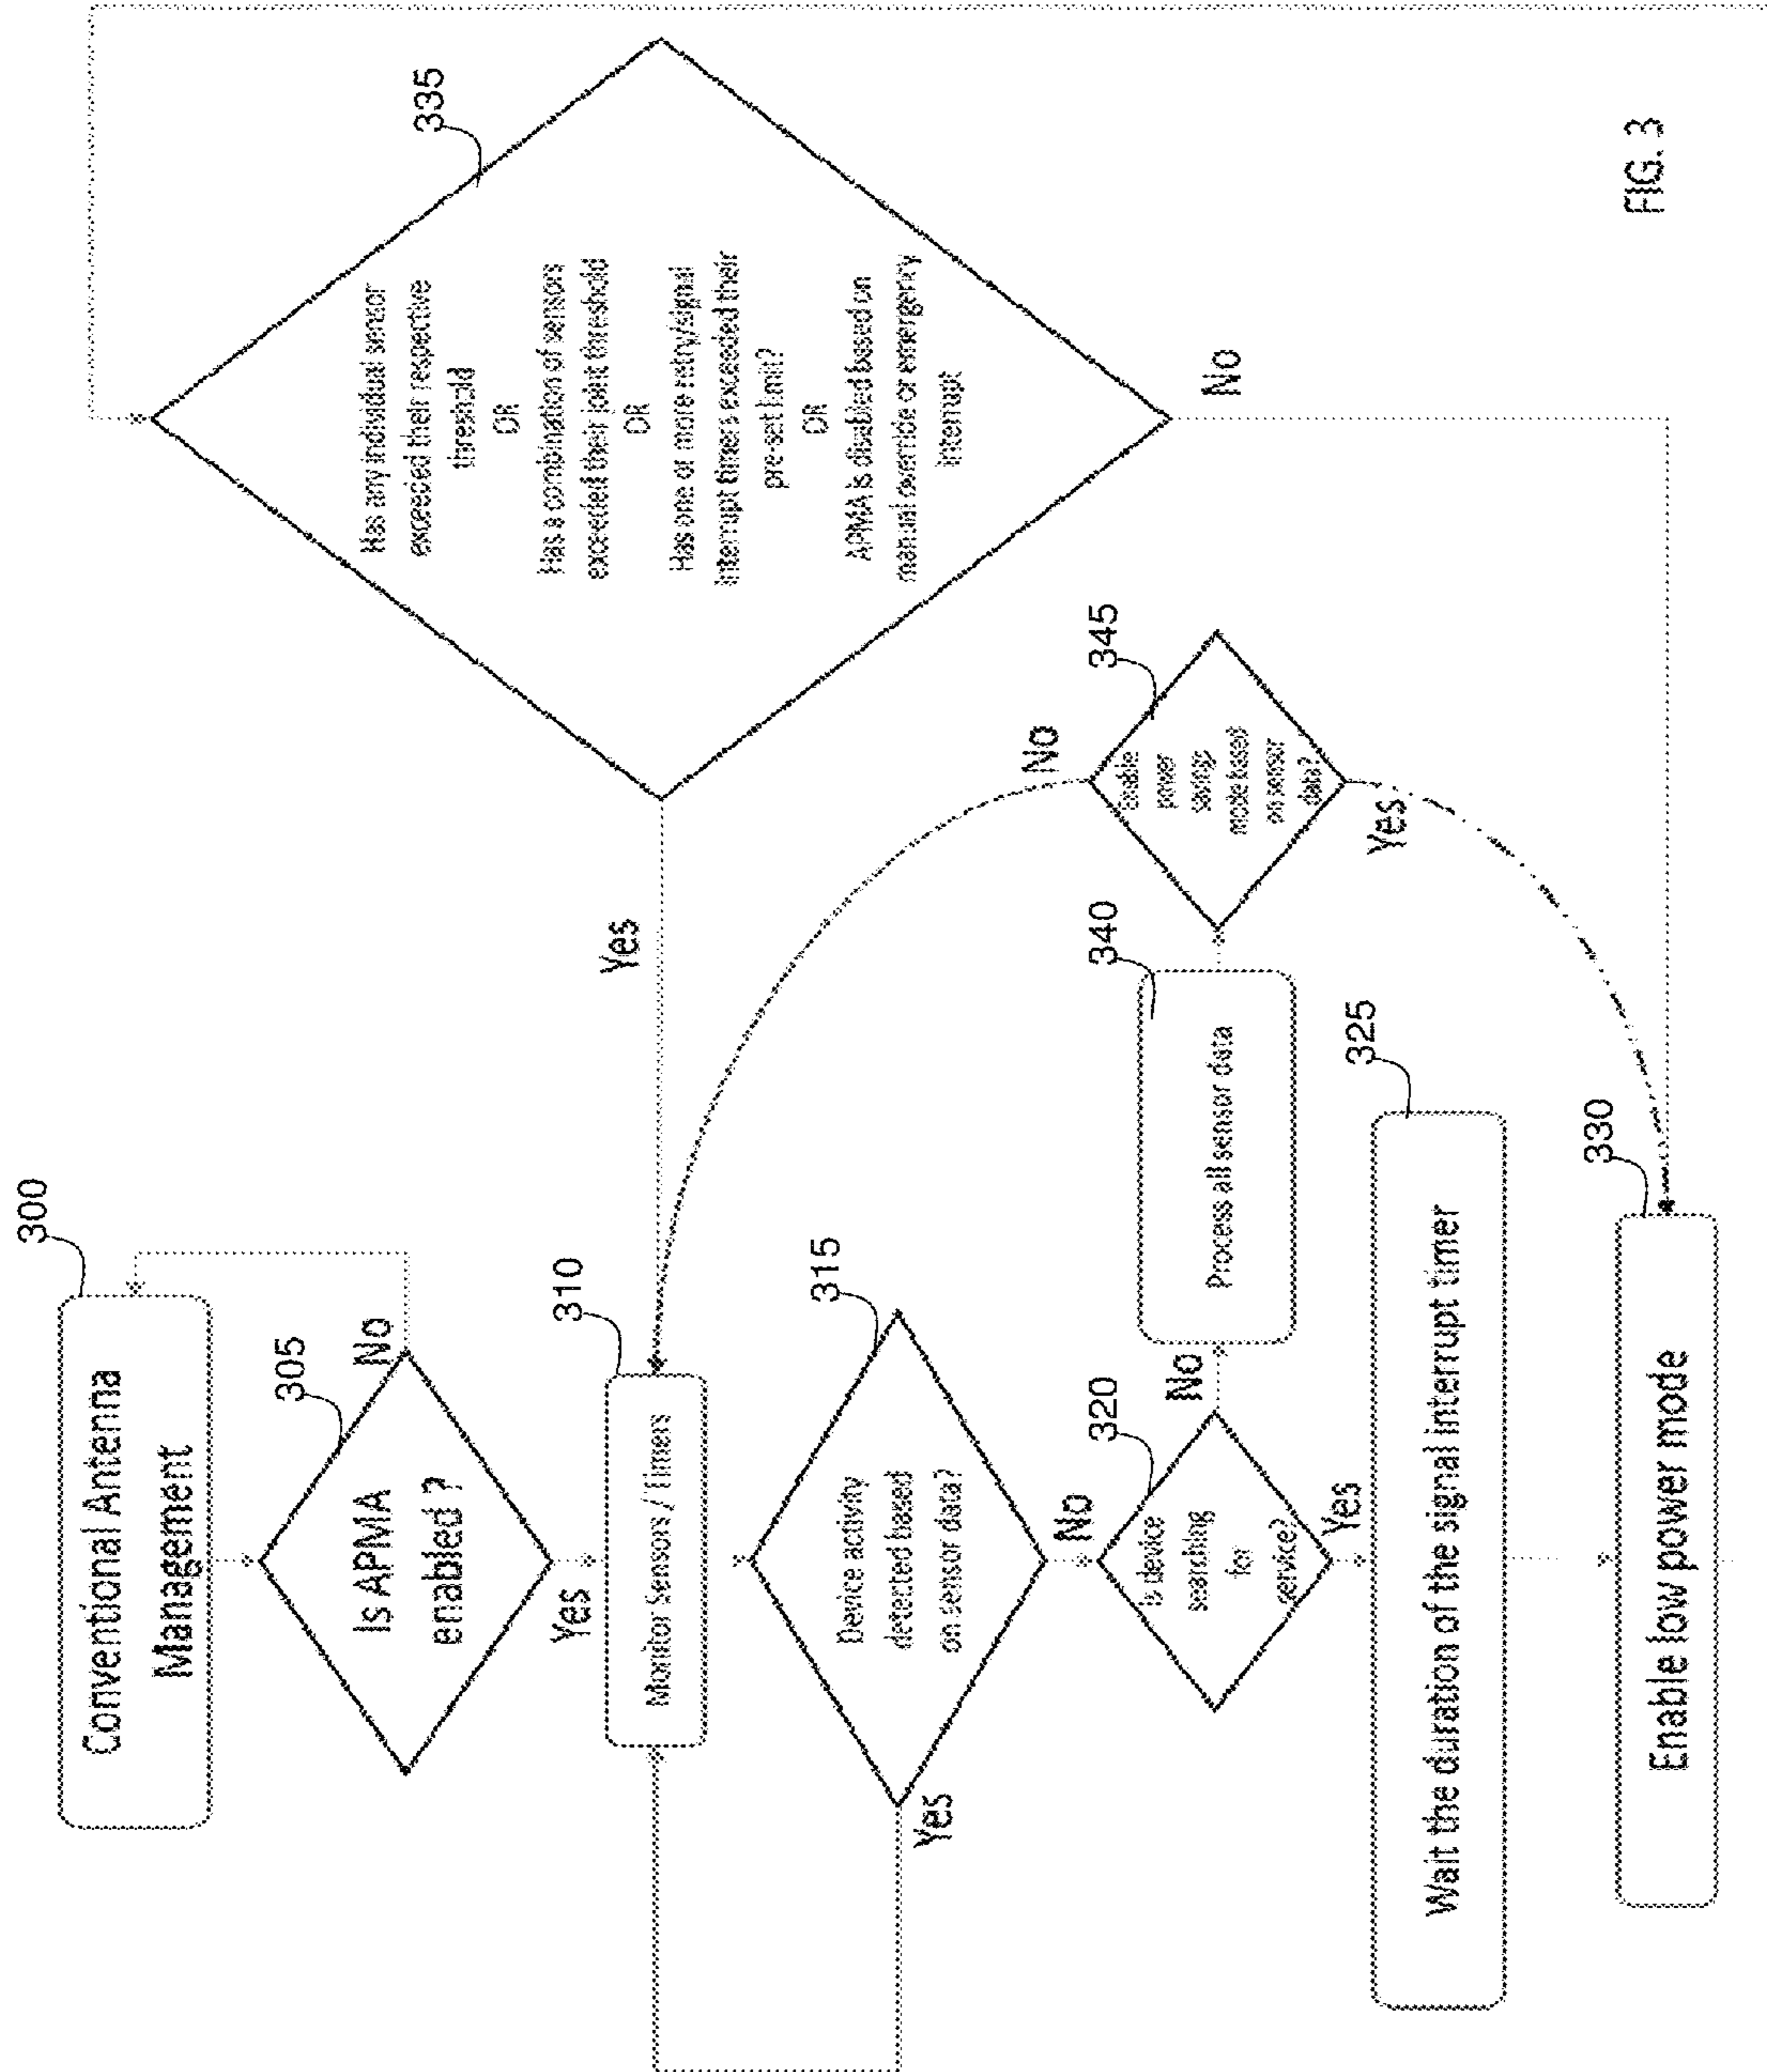 300
Conventional Antenna
Management
305
Is APMA
enabled ?
No
Yes
310
Monitor Sensors / Timers
315
Device activity
detected based
on sensor data?
Yes
No
320
Is device
searching
for
service?
No
Yes
325
Wait the duration of the signal interrupt timer
330
Enable low power mode
335
Has any individual sensor
exceeded their respective
threshold
OR
Has a combination of sensors
exceeded their joint threshold
OR
Has one or more retry/signal
interrupt timers exceeded their
pre-set limit?
OR
APMA is disabled based on
manual override or emergency
interrupt
Yes
No
340
Process all sensor data
345
Enable
power
savings
mode based
on sensor
data?
No
Yes
FIG. 3